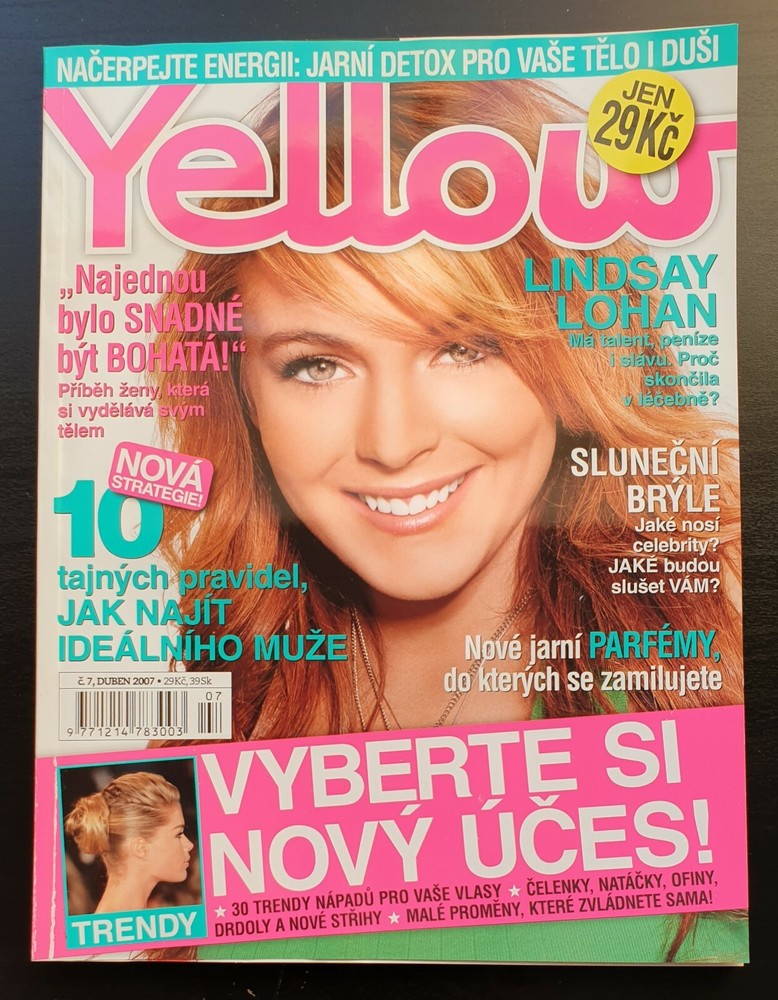 NAČERPEJTE ENERGII: JARNÍ DETOX PRO VAŠE TĚLO I DUŠI
Yellow
JEN
29KČ
„Najednou
bylo SNADNÉ
být BOHATÁ!“
Příběh ženy, která
si vydělává svým
tělem
LINDSAY
LOHAN
Má talent, peníze
i slávu. Proč
skončila
v léčebně?
NOVÁ
STRATEGIE!
10
tajných pravidel,
JAK NAJÍT
IDEÁLNÍHO MUŽE
SLUNEČNÍ
BRÝLE
Jaké nosí
celebrity?
JAKÉ budou
slušet VÁM?
Nové jarní PARFÉMY,
do kterých se zamilujete
č. 7, DUBEN 2007 • 29Kč, 39Sk
07
9 771214 783003
VYBERTE SI
NOVÝ ÚČES!
★ 30 TRENDY NÁPADŮ PRO VAŠE VLASY ★ ČELENKY, NATÁČKY, OFINY,
DRDOLY A NOVÉ STŘIHY ★ MALÉ PROMĚNY, KTERÉ ZVLÁDNETE SAMA!
TRENDY